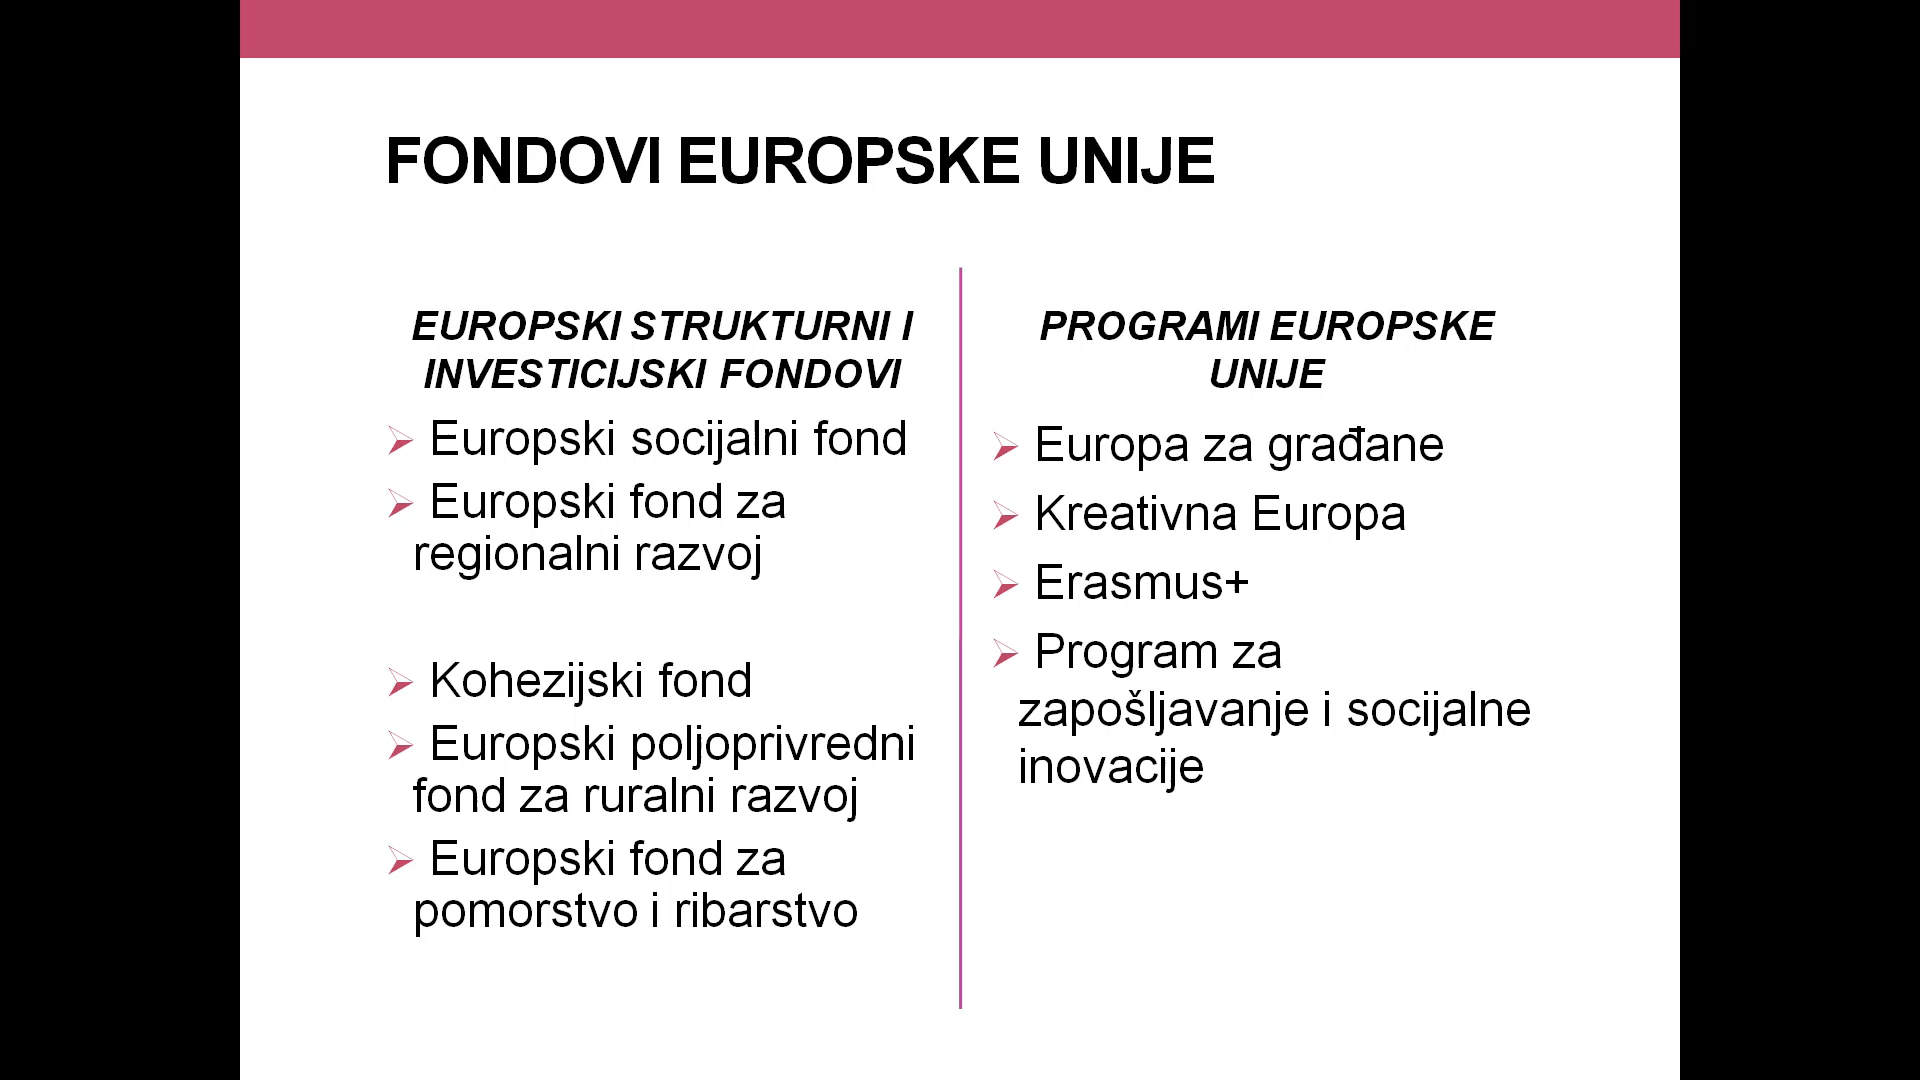 FONDOVI EUROPSKE UNIJE
EUROPSKI STRUKTURNI I
INVESTICIJSKI FONDOVI
Europski socijalni fond
Europski fond za
regionalni razvoj
Kohezijski fond
Europski poljoprivredni
fond za ruralni razvoj
Europski fond za
pomorstvo i ribarstvo
PROGRAMI EUROPSKE
UNIJE
Europa za građane
Kreativna Europa
Erasmus+
Program za
zapošljavanje i socijalne
inovacije